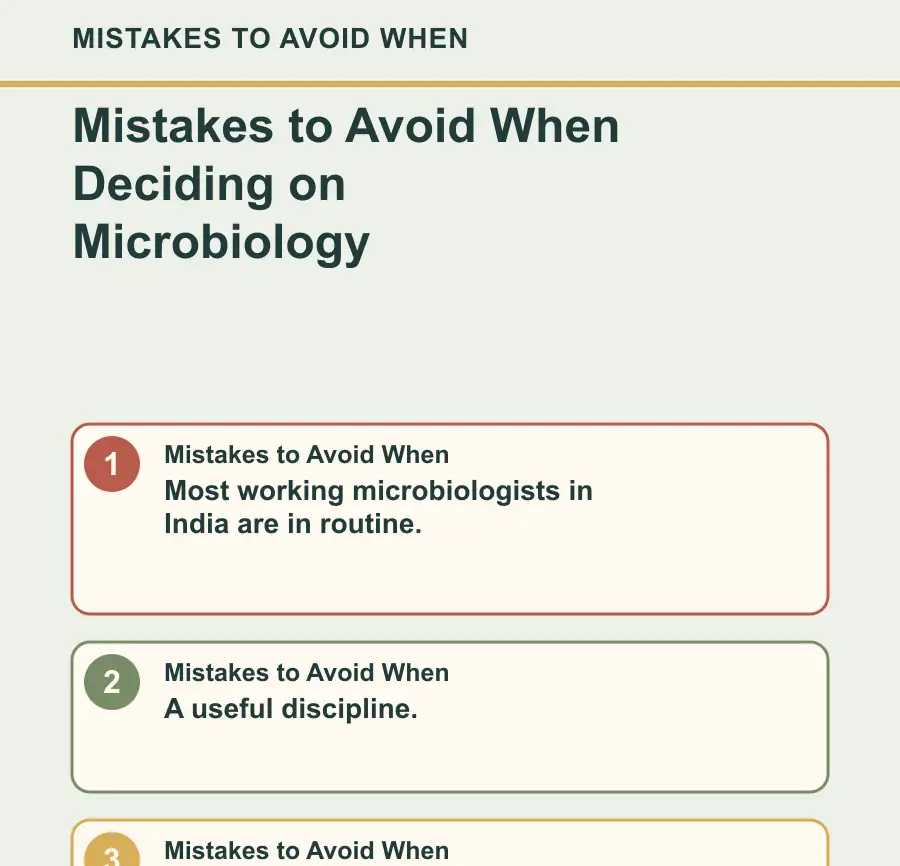 MISTAKES TO AVOID WHEN
Mistakes to Avoid When
Deciding on
Microbiology
1
Mistakes to Avoid When
Most working microbiologists in
India are in routine.
2
Mistakes to Avoid When
A useful discipline.
3
Mistakes to Avoid When